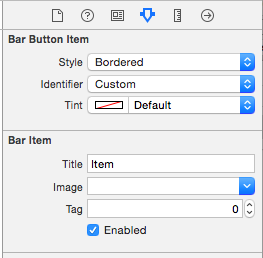 Bar Button Item
Style Bordered
Identifier Custom
Tint Default
Bar Item
Title Item
Image
Tag 0
Enabled